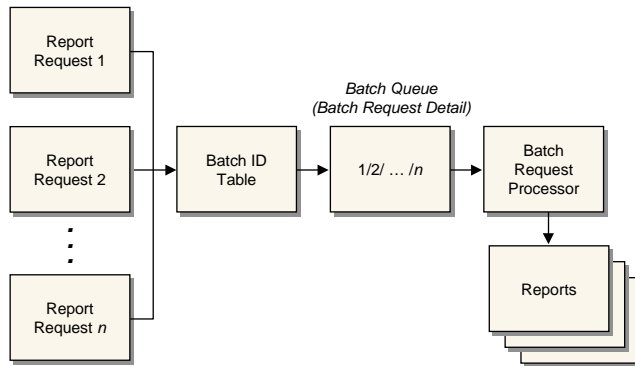 Report
Request 1
Report
Request 2
Report
Request n
Batch ID
Table
Batch Queue
(Batch Request Detail)
1/2/ … /n
Batch
Request
Processor
Reports